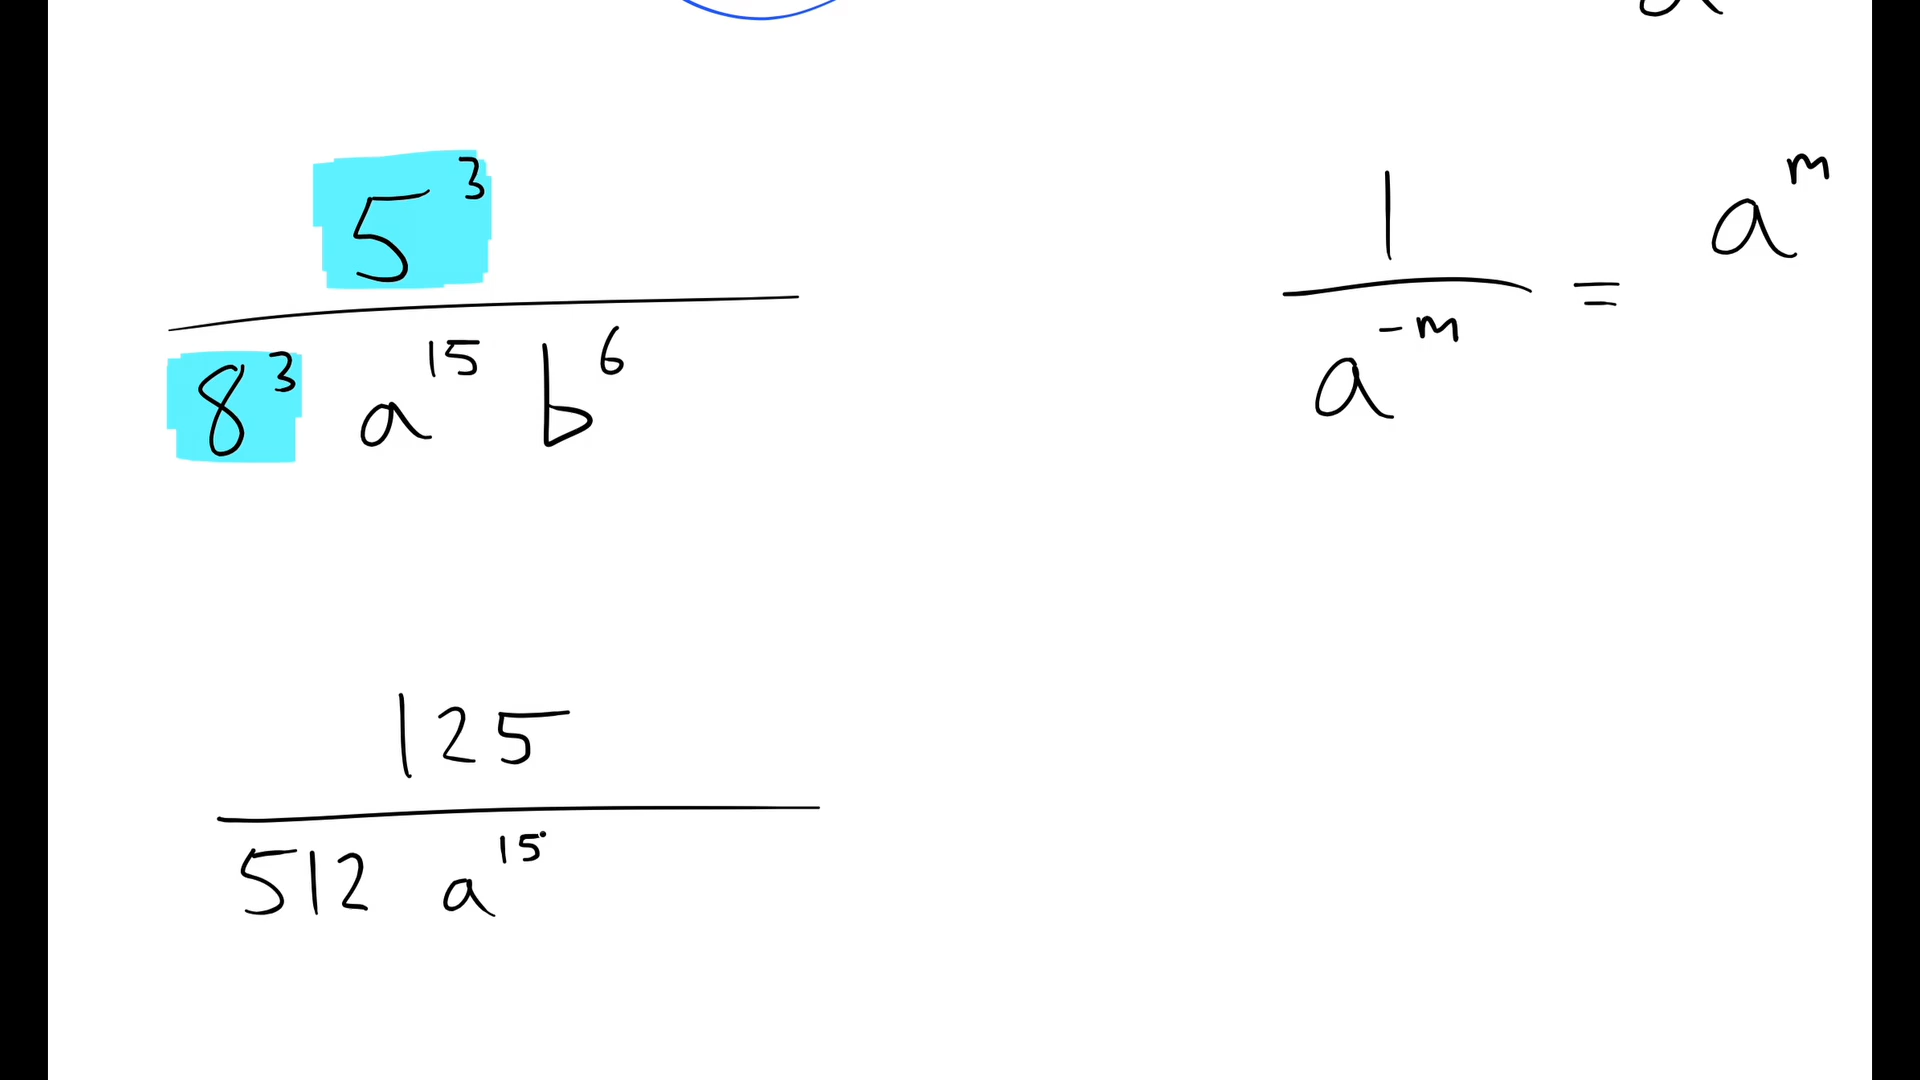 5³
8³ a¹⁵ b⁶
1
a⁻ᵐ
= aᵐ
125
512 a¹⁵